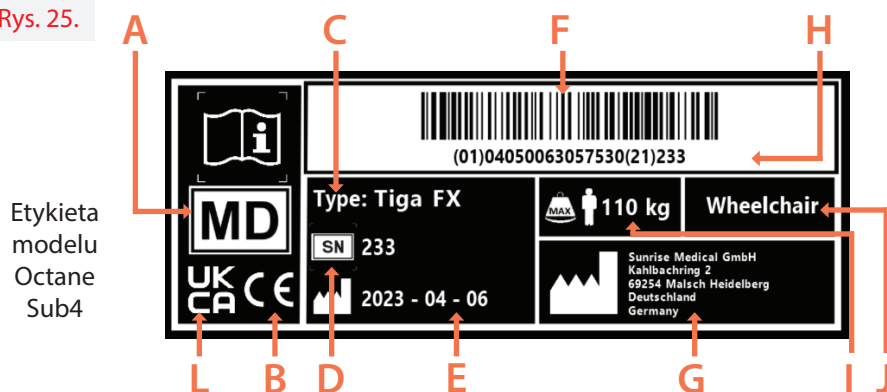 Rys. 25.
A
C
F
H
(01)04050063057530(21)233
Etykieta
modelu
Octane
Sub4
MD
UK
CA
CE
Type: Tiga FX
SN 233
2023 - 04 - 06
MAX 110 kg
Wheelchair
Sunrise Medical GmbH
Kahlbachring 2
69254 Malsch Heidelberg
Deutschland
Germany
L
B
D
E
G
I
J